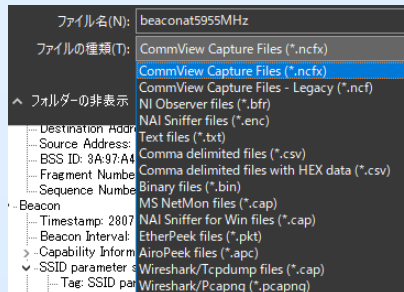 ファイル名(N): beaconat5955MHz
ファイルの種類(T): CommView Capture Files (*.ncfx)
CommView Capture Files (*.ncfx)
CommView Capture Files - Legacy (*.ncf)
NI Observer files (*.bfr)
NAI Sniffer files (*.enc)
Text files (*.txt)
Comma delimited files (*.csv)
Comma delimited files with HEX data (*.csv)
Binary files (*.bin)
MS NetMon files (*.cap)
NAI Sniffer for Win files (*.cap)
EtherPeek files (*.pkt)
AiroPeek files (*.apc)
Wireshark/Tcpdump files (*.cap)
Wireshark/Pcapng (*.pcapng)
フォルダーの非表示
Destination Addr
Source Address:
BSS ID: 3A:97:A4
Fragment Numbe
Sequence Numbe
Beacon
Timestamp: 2807
Beacon Interval:
Capability Inform
SSID parameter s
Tag: SSID par